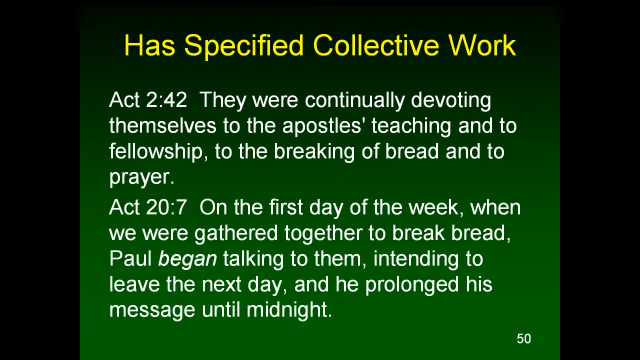 Has Specified Collective Work
Act 2:42  They were continually devoting
themselves to the apostles' teaching and to
fellowship, to the breaking of bread and to
prayer.
Act 20:7  On the first day of the week, when
we were gathered together to break bread,
Paul began talking to them, intending to
leave the next day, and he prolonged his
message until midnight.
50